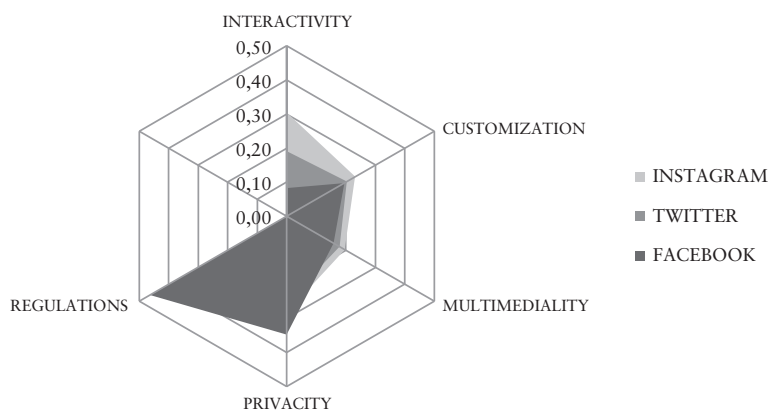 INTERACTIVITY
0,50
0,40
0,30
0,20
0,10
0,00
CUSTOMIZATION
INSTAGRAM
TWITTER
FACEBOOK
REGULATIONS
MULTIMEDIALITY
PRIVACITY